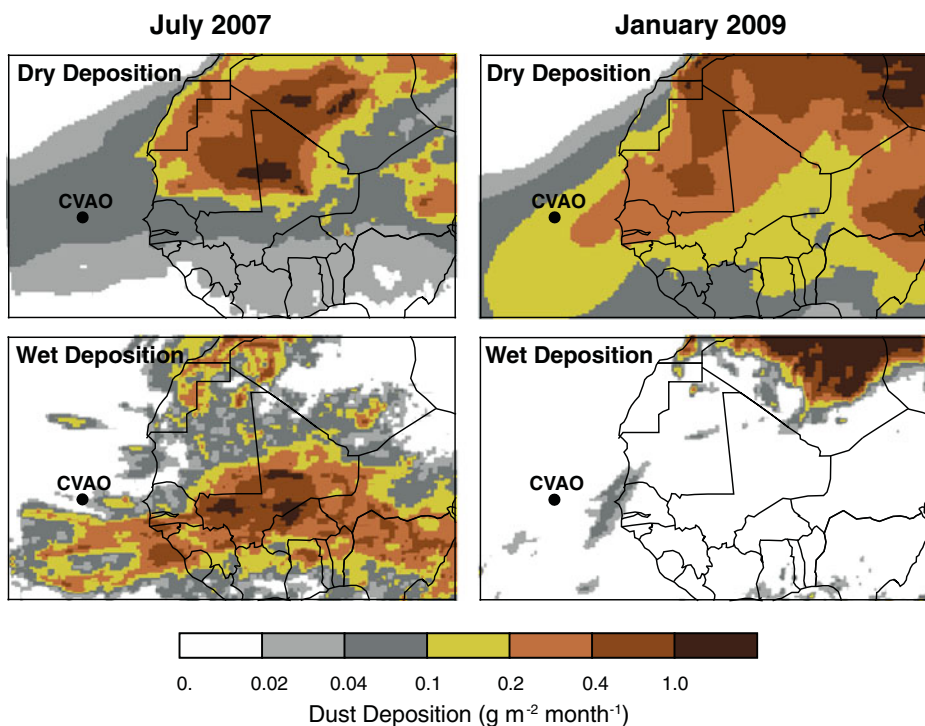 July 2007
January 2009
Dry Deposition
Dry Deposition
CVAO
CVAO
Wet Deposition
Wet Deposition
CVAO
CVAO
0. 0.02 0.04 0.1 0.2 0.4 1.0
Dust Deposition (g m⁻² month⁻¹)